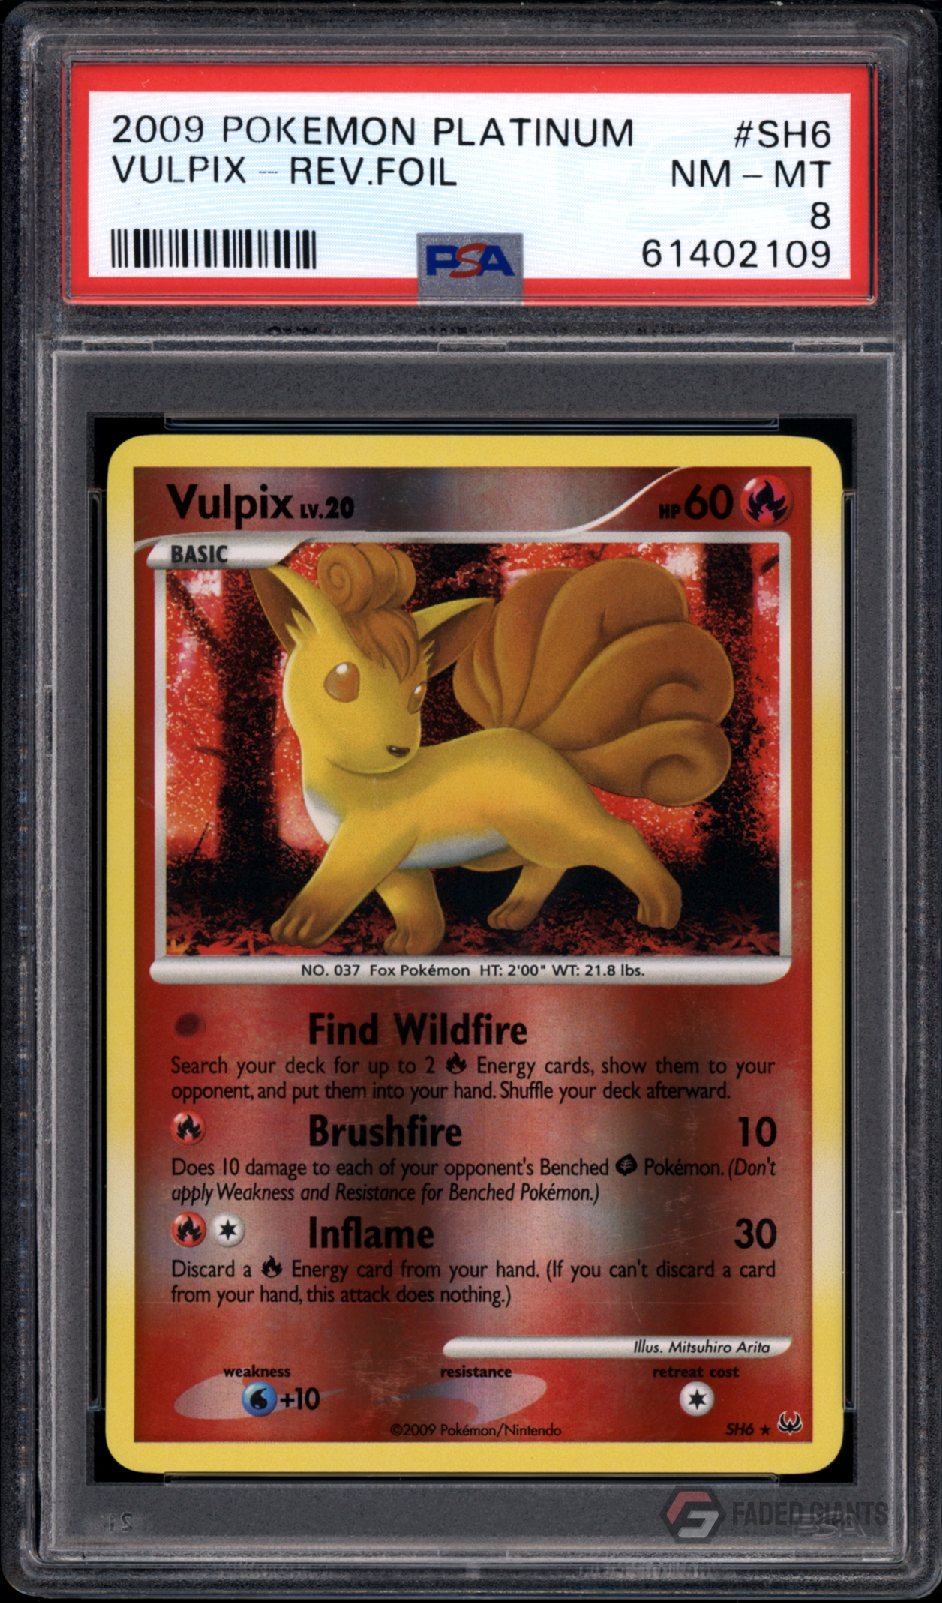 2009 POKEMON PLATINUM #SH6
VULPIX - REV.FOIL NM - MT
8
PSA 61402109
Vulpix LV.20 HP 60
BASIC
NO. 037 Fox Pokémon HT: 2'00" WT: 21.8 lbs.
Find Wildfire
Search your deck for up to 2 Energy cards, show them to your
opponent, and put them into your hand. Shuffle your deck afterward.
Brushfire 10
Does 10 damage to each of your opponent's Benched Pokémon. (Don't
apply Weakness and Resistance for Benched Pokémon.)
Inflame 30
Discard a Energy card from your hand. (If you can't discard a card
from your hand, this attack does nothing.)
Illus. Mitsuhiro Arita
weakness resistance retreat cost
+10
©2009 Pokémon/Nintendo SH6
FADED GIANTS
PSA